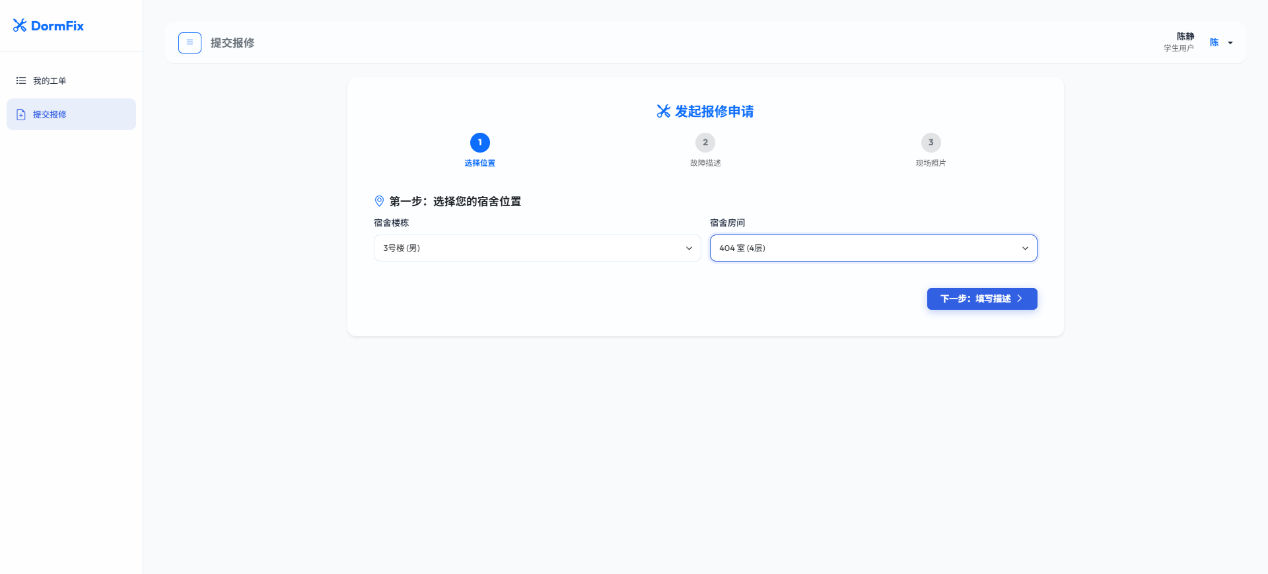 DormFix
我的工单
提交报修
提交报修
陈静
学生用户
陈
发起报修申请
1
选择位置
2
故障描述
3
现场照片
第一步：选择您的宿舍位置
宿舍楼栋
宿舍房间
3号楼 (男)
404 室 (4层)
下一步：填写描述